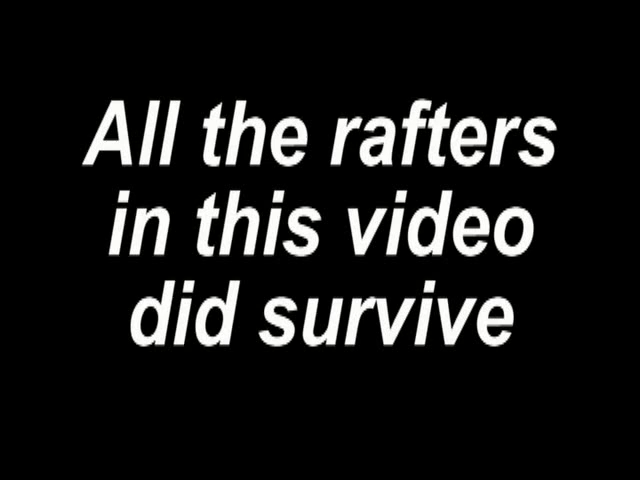 All the rafters
in this video
did survive